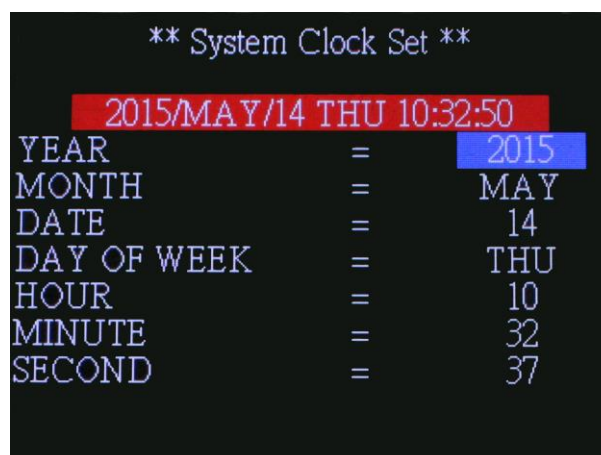 ** System Clock Set **
2015/MAY/14 THU 10:32:50
YEAR = 2015
MONTH = MAY
DATE = 14
DAY OF WEEK = THU
HOUR = 10
MINUTE = 32
SECOND = 37